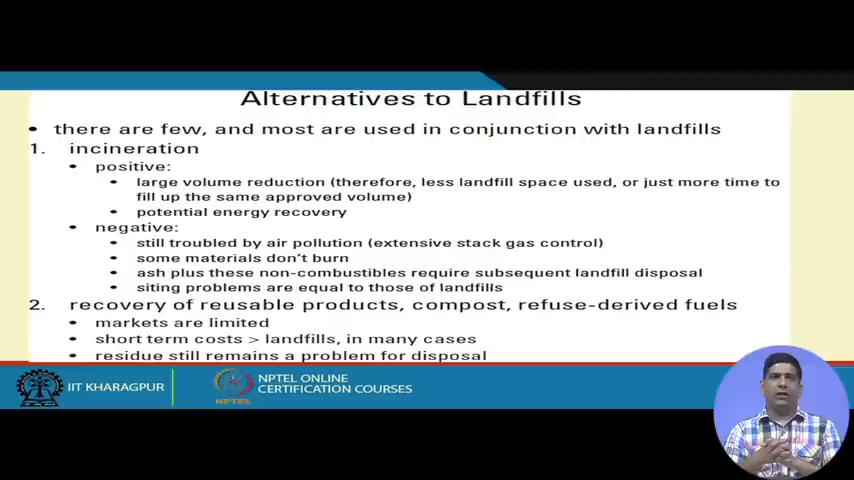 Alternatives to Landfills
• there are few, and most are used in conjunction with landfills
1. incineration
• positive:
• large volume reduction (therefore, less landfill space used, or just more time to
fill up the same approved volume)
• potential energy recovery
• negative:
• still troubled by air pollution (extensive stack gas control)
• some materials don't burn
• ash plus these non-combustibles require subsequent landfill disposal
• siting problems are equal to those of landfills
2. recovery of reusable products, compost, refuse-derived fuels
• markets are limited
• short term costs > landfills, in many cases
• residue still remains a problem for disposal
IIT KHARAGPUR
NPTEL
NPTEL ONLINE
CERTIFICATION COURSES